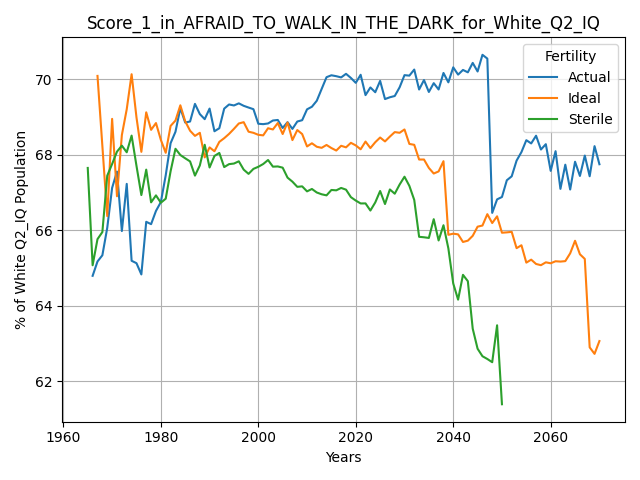 Score_1_in_AFRAID_TO_WALK_IN_THE_DARK_for_White_Q2_IQ
Fertility
Actual
Ideal
Sterile
% of White Q2_IQ Population
70
68
66
64
62
1960
1980
2000
2020
2040
2060
Years